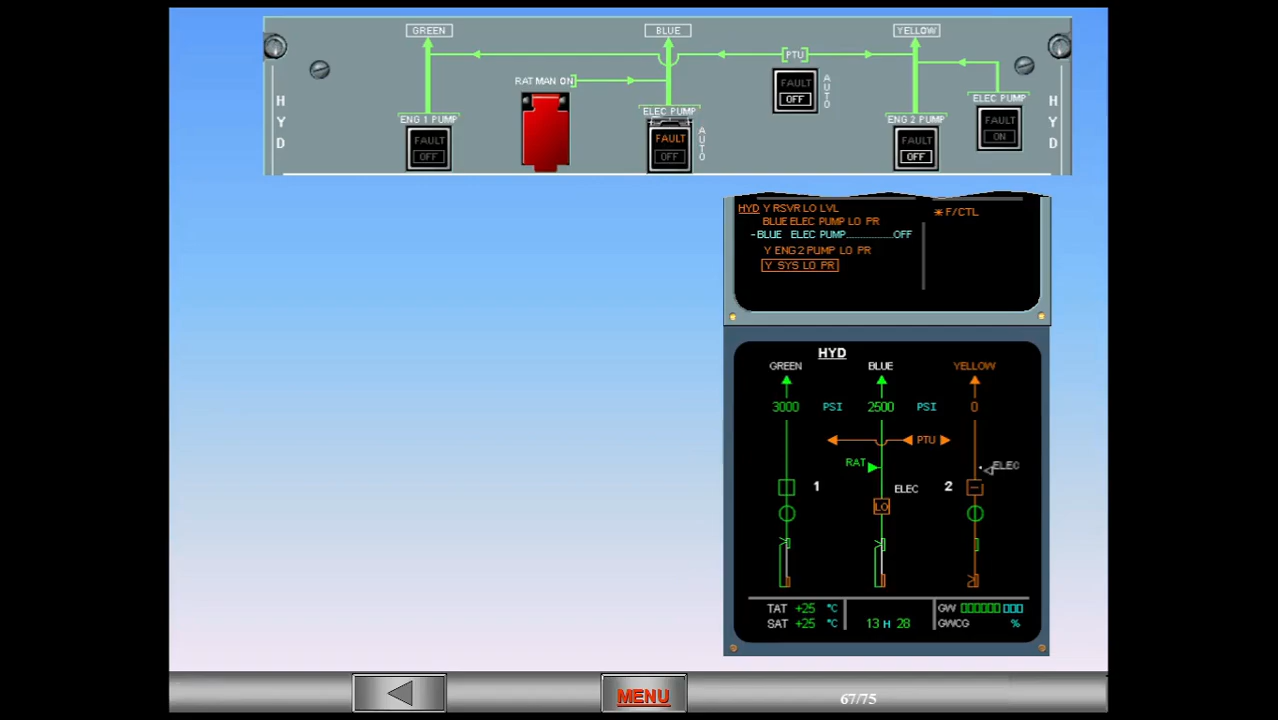 GREEN
BLUE
YELLOW
PTU
RAT MAN ON
FAULT
OFF
AUTO
ELEC PUMP
ELEC PUMP
HYD
HYD
ENG 1 PUMP
ENG 2 PUMP
FAULT
ON
FAULT
OFF
FAULT
OFF
AUTO
FAULT
OFF
HYD Y RSVR LO LVL
BLUE ELEC PUMP LO PR
-BLUE ELEC PUMP..............OFF
Y ENG 2 PUMP LO PR
Y SYS LO PR
* F/CTL
HYD
GREEN BLUE YELLOW
3000 PSI 2500 PSI 0
PTU
RAT
ELEC
1 ELEC 2
LO
TAT +25 °C
SAT +25 °C
13 H 28
GW
GWCG %
MENU
67/75